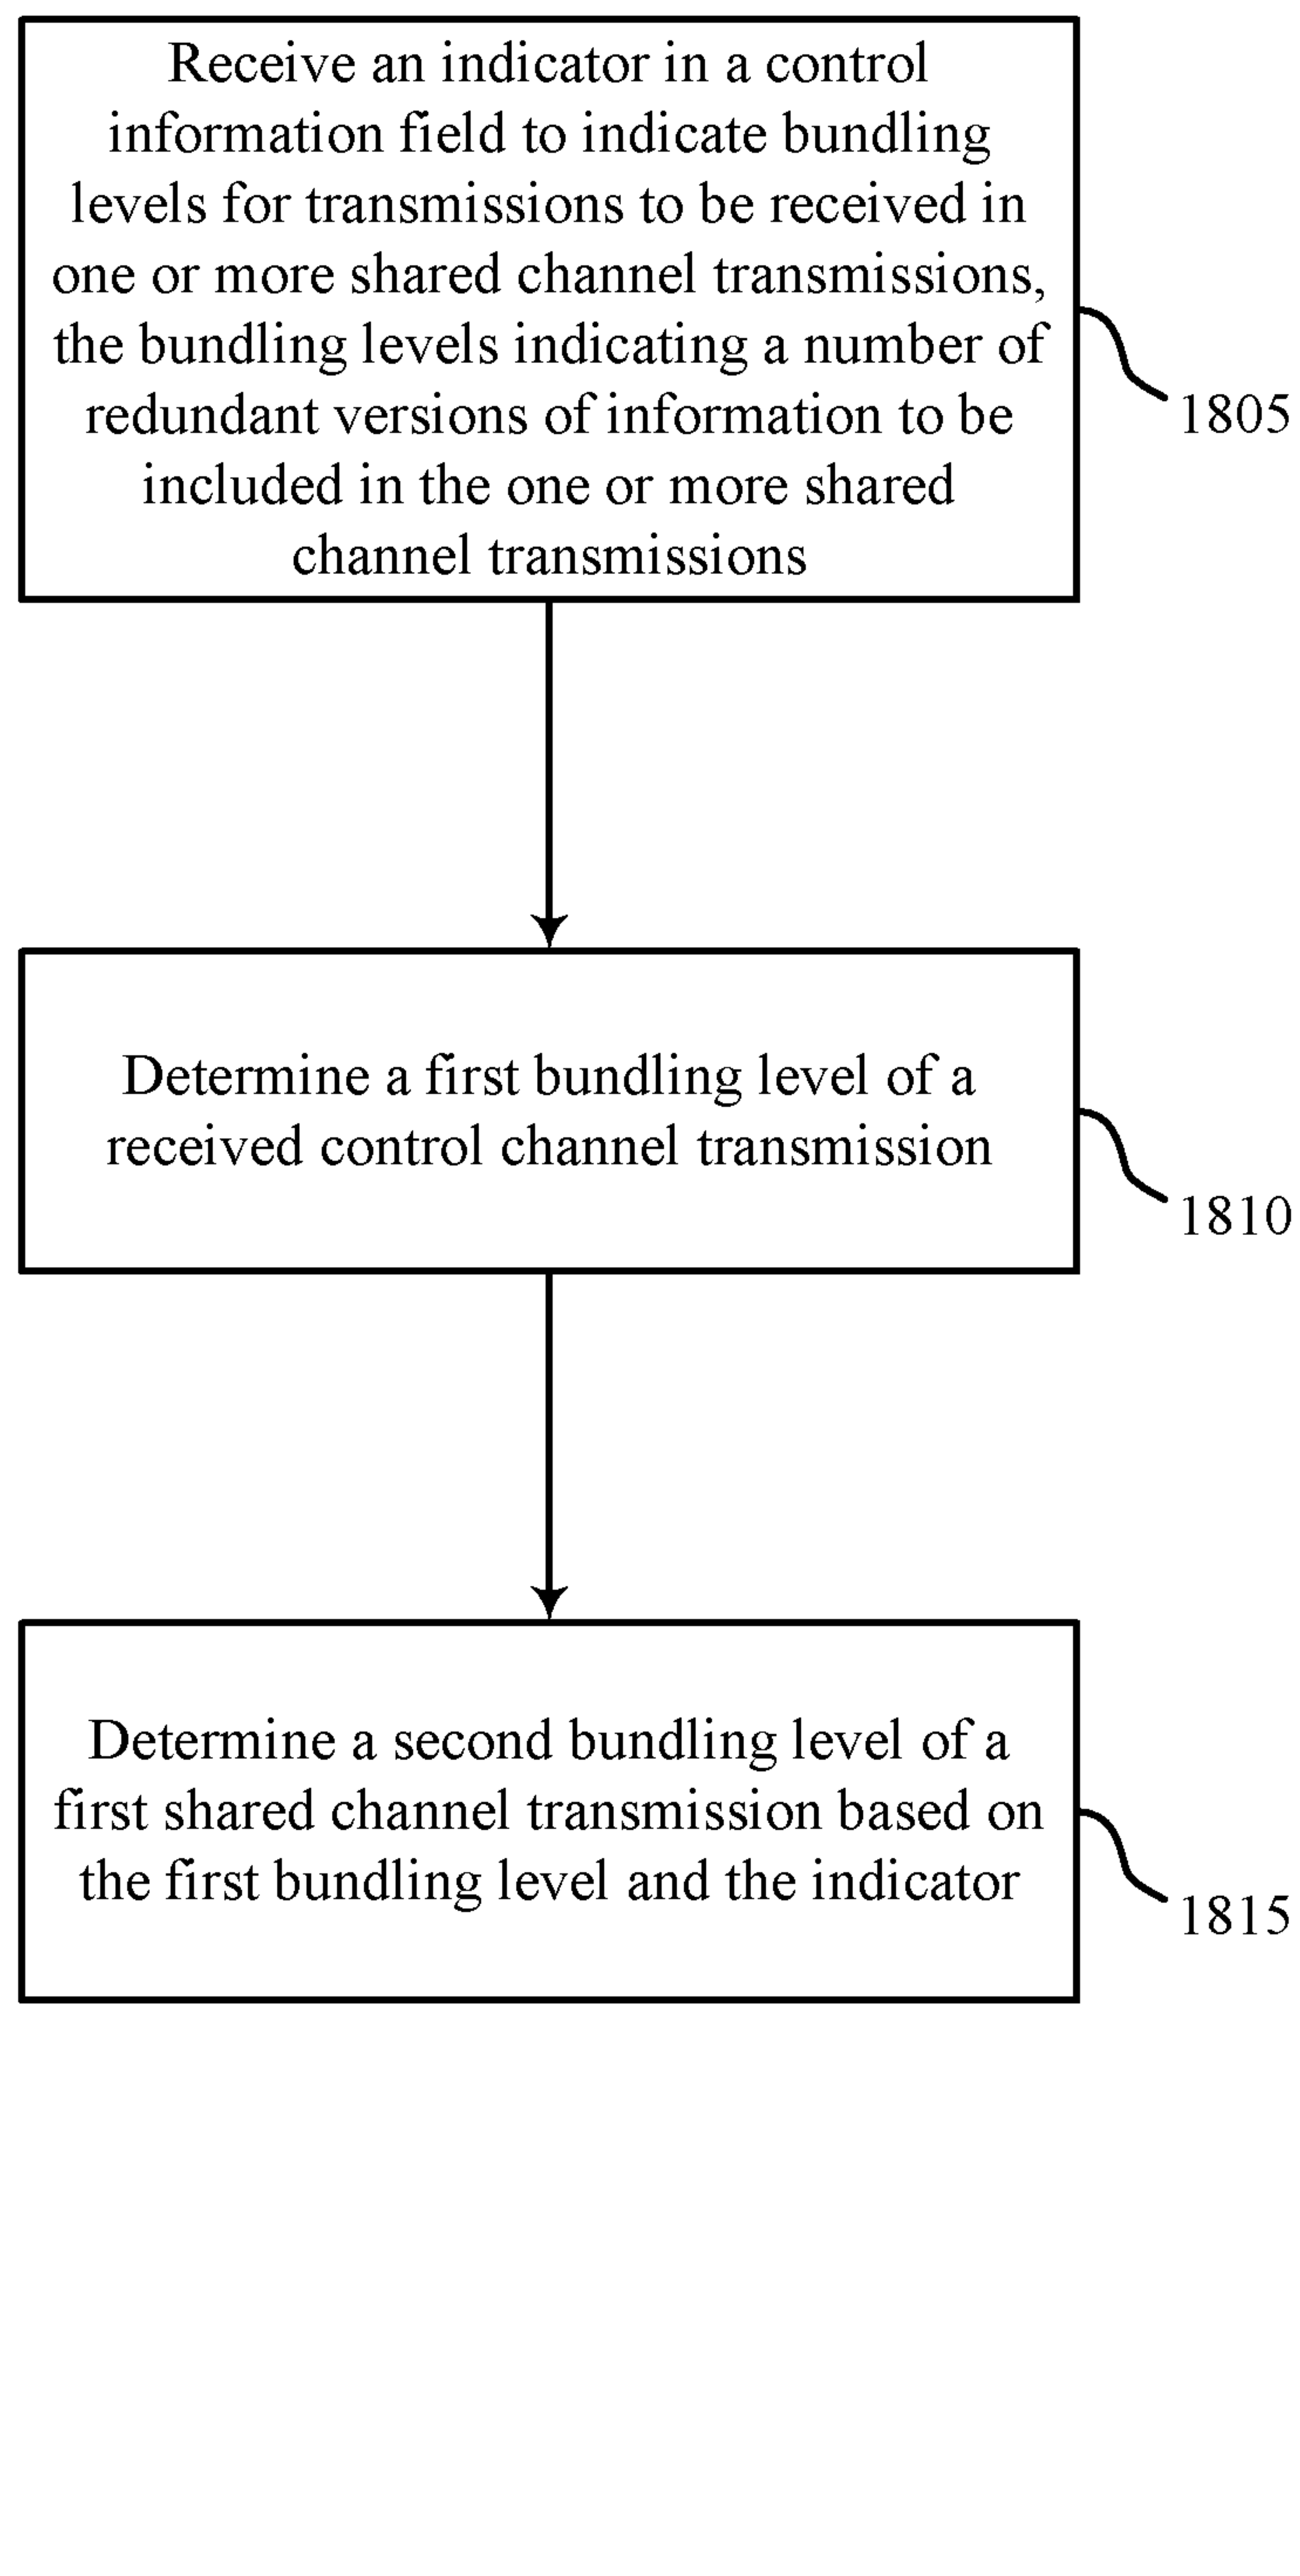 Receive an indicator in a control
information field to indicate bundling
levels for transmissions to be received in
one or more shared channel transmissions,
the bundling levels indicating a number of
redundant versions of information to be
included in the one or more shared
channel transmissions
1805
Determine a first bundling level of a
received control channel transmission
1810
Determine a second bundling level of a
first shared channel transmission based on
the first bundling level and the indicator
1815